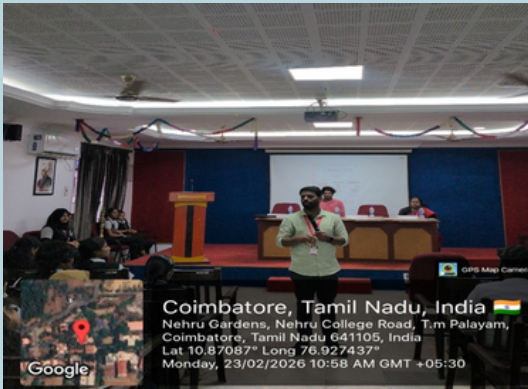 GPS Map Camera
Coimbatore, Tamil Nadu, India
Nehru Gardens, Nehru College Road, T.m Palayam,
Coimbatore, Tamil Nadu 641105, India
Lat 10.87087° Long 76.927437°
Monday, 23/02/2026 10:58 AM GMT +05:30
Google